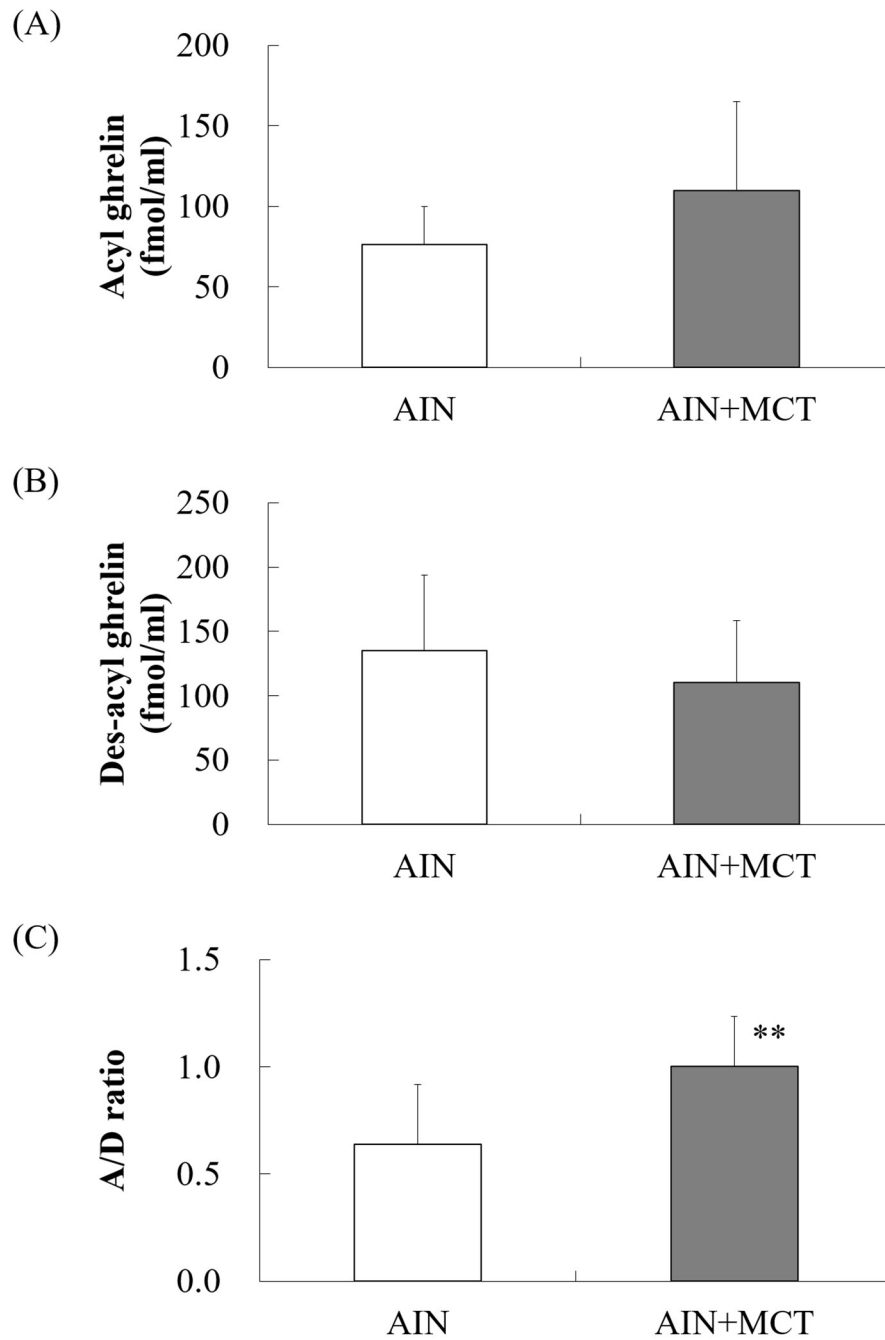 (A)
Acyl ghrelin
(fmol/ml)
200
150
100
50
0
AIN
AIN+MCT
(B)
Des-acyl ghrelin
(fmol/ml)
250
200
150
100
50
0
AIN
AIN+MCT
(C)
A/D ratio
1.5
1.0
0.5
0.0
**
AIN
AIN+MCT